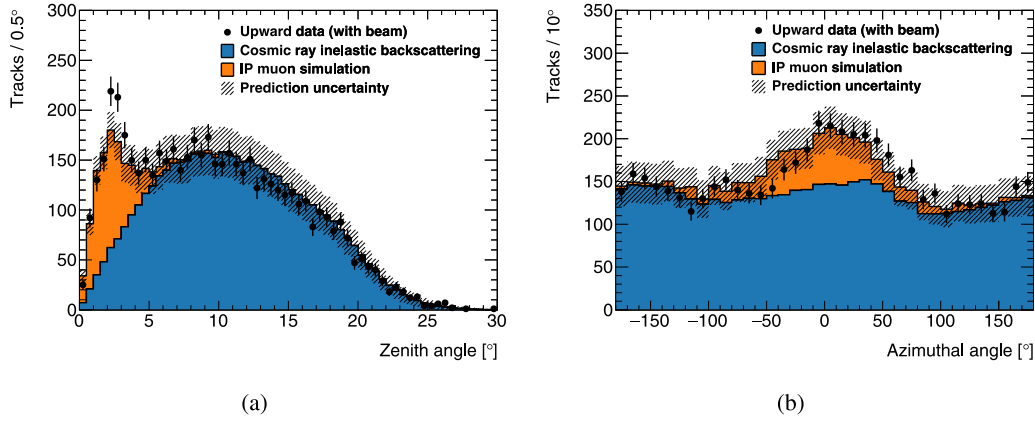 Tracks / 0.5°
350
300
250
200
150
100
50
0
Upward data (with beam)
Cosmic ray inelastic backscattering
IP muon simulation
Prediction uncertainty
0 5 10 15 20 25 30
Zenith angle [°]
(a)
Tracks / 10°
350
300
250
200
150
100
50
0
Upward data (with beam)
Cosmic ray inelastic backscattering
IP muon simulation
Prediction uncertainty
−150 −100 −50 0 50 100 150
Azimuthal angle [°]
(b)